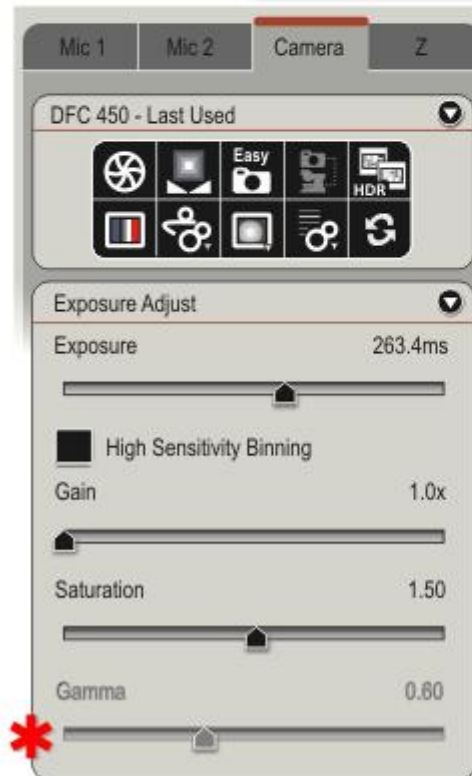 Mic 1 Mic 2 Camera Z
DFC 450 - Last Used
Easy
HDR
Exposure Adjust
Exposure 263.4ms
High Sensitivity Binning
Gain 1.0x
Saturation 1.50
Gamma 0.60